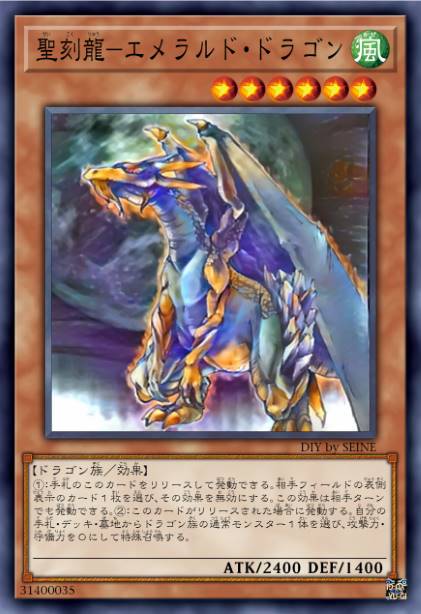 聖刻龍-エメラルド・ドラゴン
風
DIY by SEINE
【ドラゴン族／効果】
①:手札のこのカードをリリースして発動できる。相手フィールドの表側
表示のカード1枚を選び、その効果を無効にする。この効果は相手ターン
でも発動できる。②:このカードがリリースされた場合に発動する。自分の
手札・デッキ・墓地からドラゴン族の通常モンスター1体を選び、攻撃力・
守備力を0にして特殊召喚する。
ATK/2400 DEF/1400
31400035